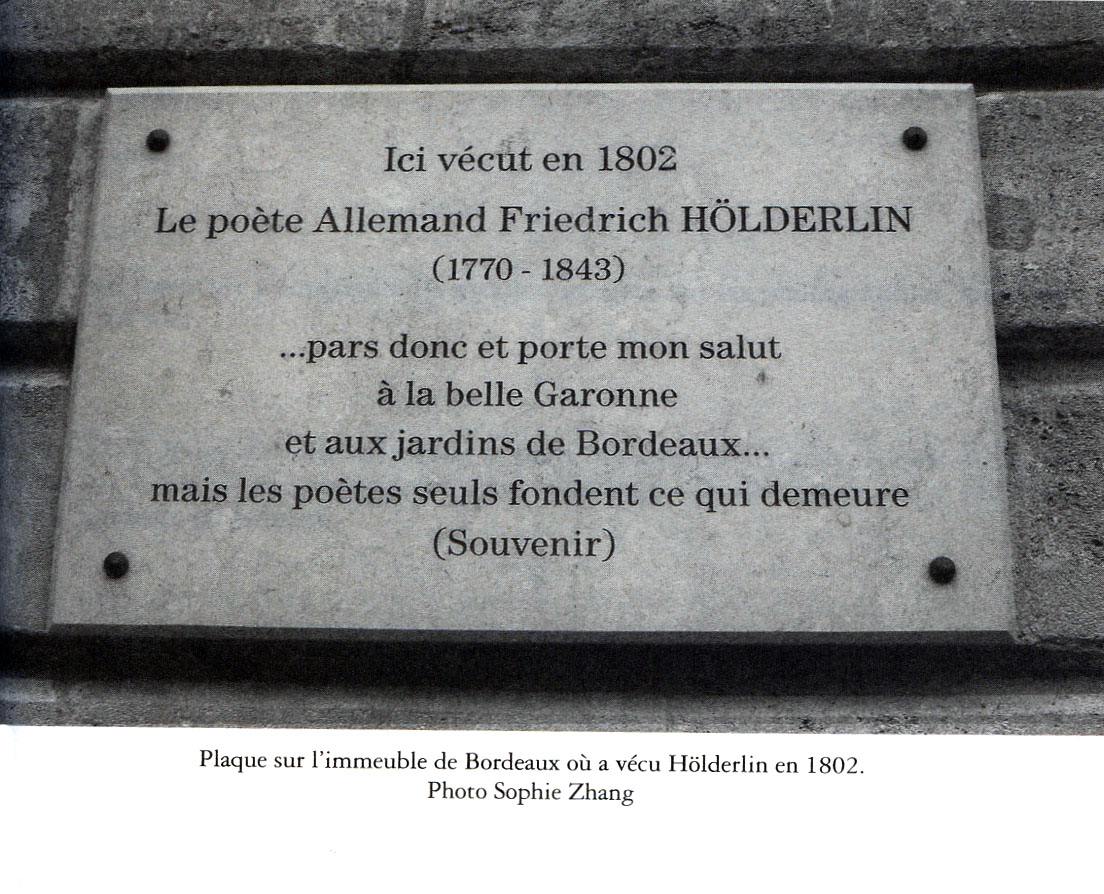 Ici vécut en 1802
Le poète Allemand Friedrich HÖLDERLIN
(1770 - 1843)
...pars donc et porte mon salut
à la belle Garonne
et aux jardins de Bordeaux...
mais les poètes seuls fondent ce qui demeure
(Souvenir)
Plaque sur l'immeuble de Bordeaux où a vécu Hölderlin en 1802.
Photo Sophie Zhang